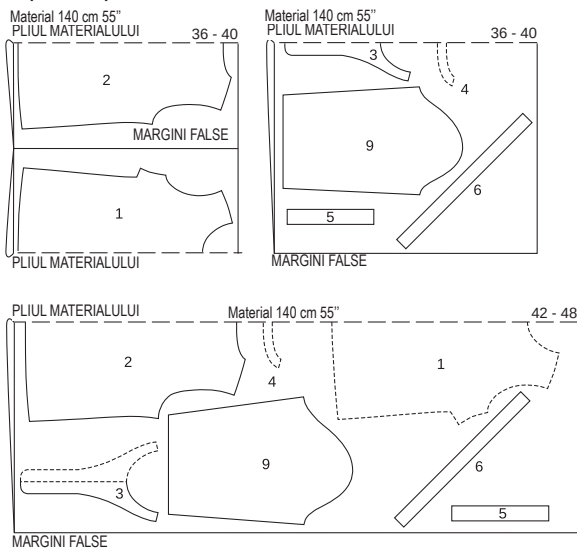 Material 140 cm 55’’
PLIUL MATERIALULUI 36 - 40
2
MARGINI FALSE
1
PLIUL MATERIALULUI
Material 140 cm 55’’
PLIUL MATERIALULUI 36 - 40
3
4
9
6
5
MARGINI FALSE
PLIUL MATERIALULUI Material 140 cm 55’’ 42 - 48
2
4
1
9
6
3
5
MARGINI FALSE